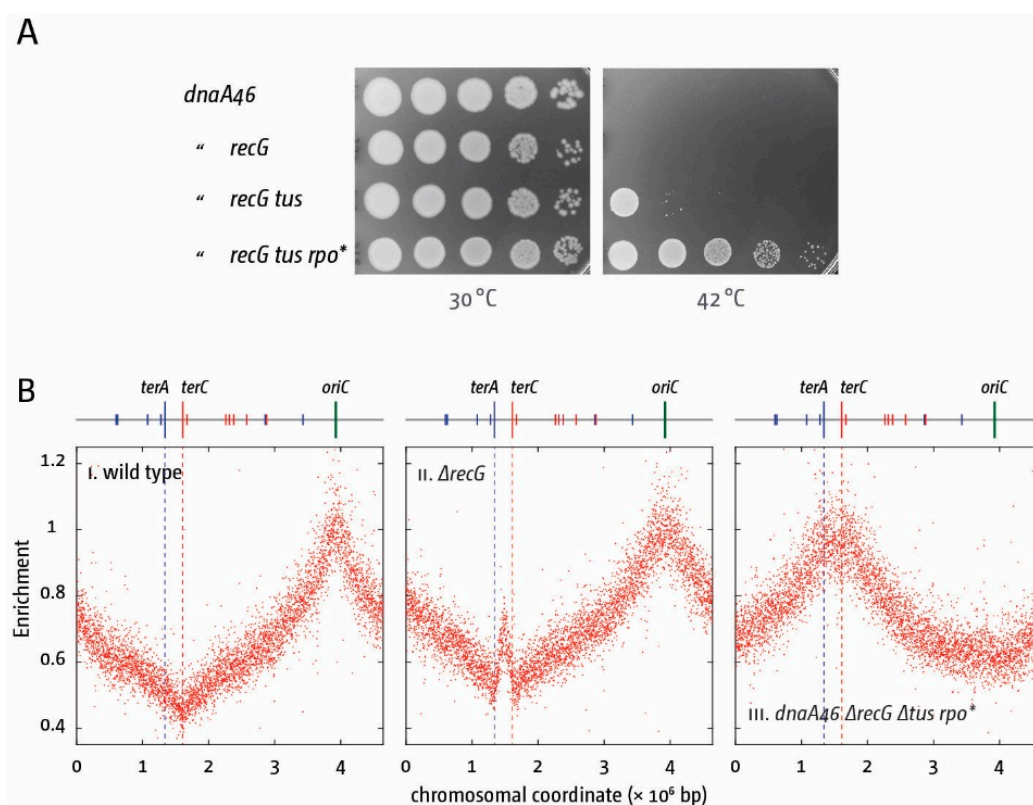 A
dnaA46
“ recG
“ recG tus
“ recG tus rpo*
30 °C
42 °C
B
terA terC oriC
terA terC oriC
terA terC oriC
Enrichment
1.2
1
0.8
0.6
0.4
I. wild type
II. ΔrecG
III. dnaA46 ΔrecG Δtus rpo*
0 1 2 3 4
0 1 2 3 4
0 1 2 3 4
chromosomal coordinate (× 10⁶ bp)